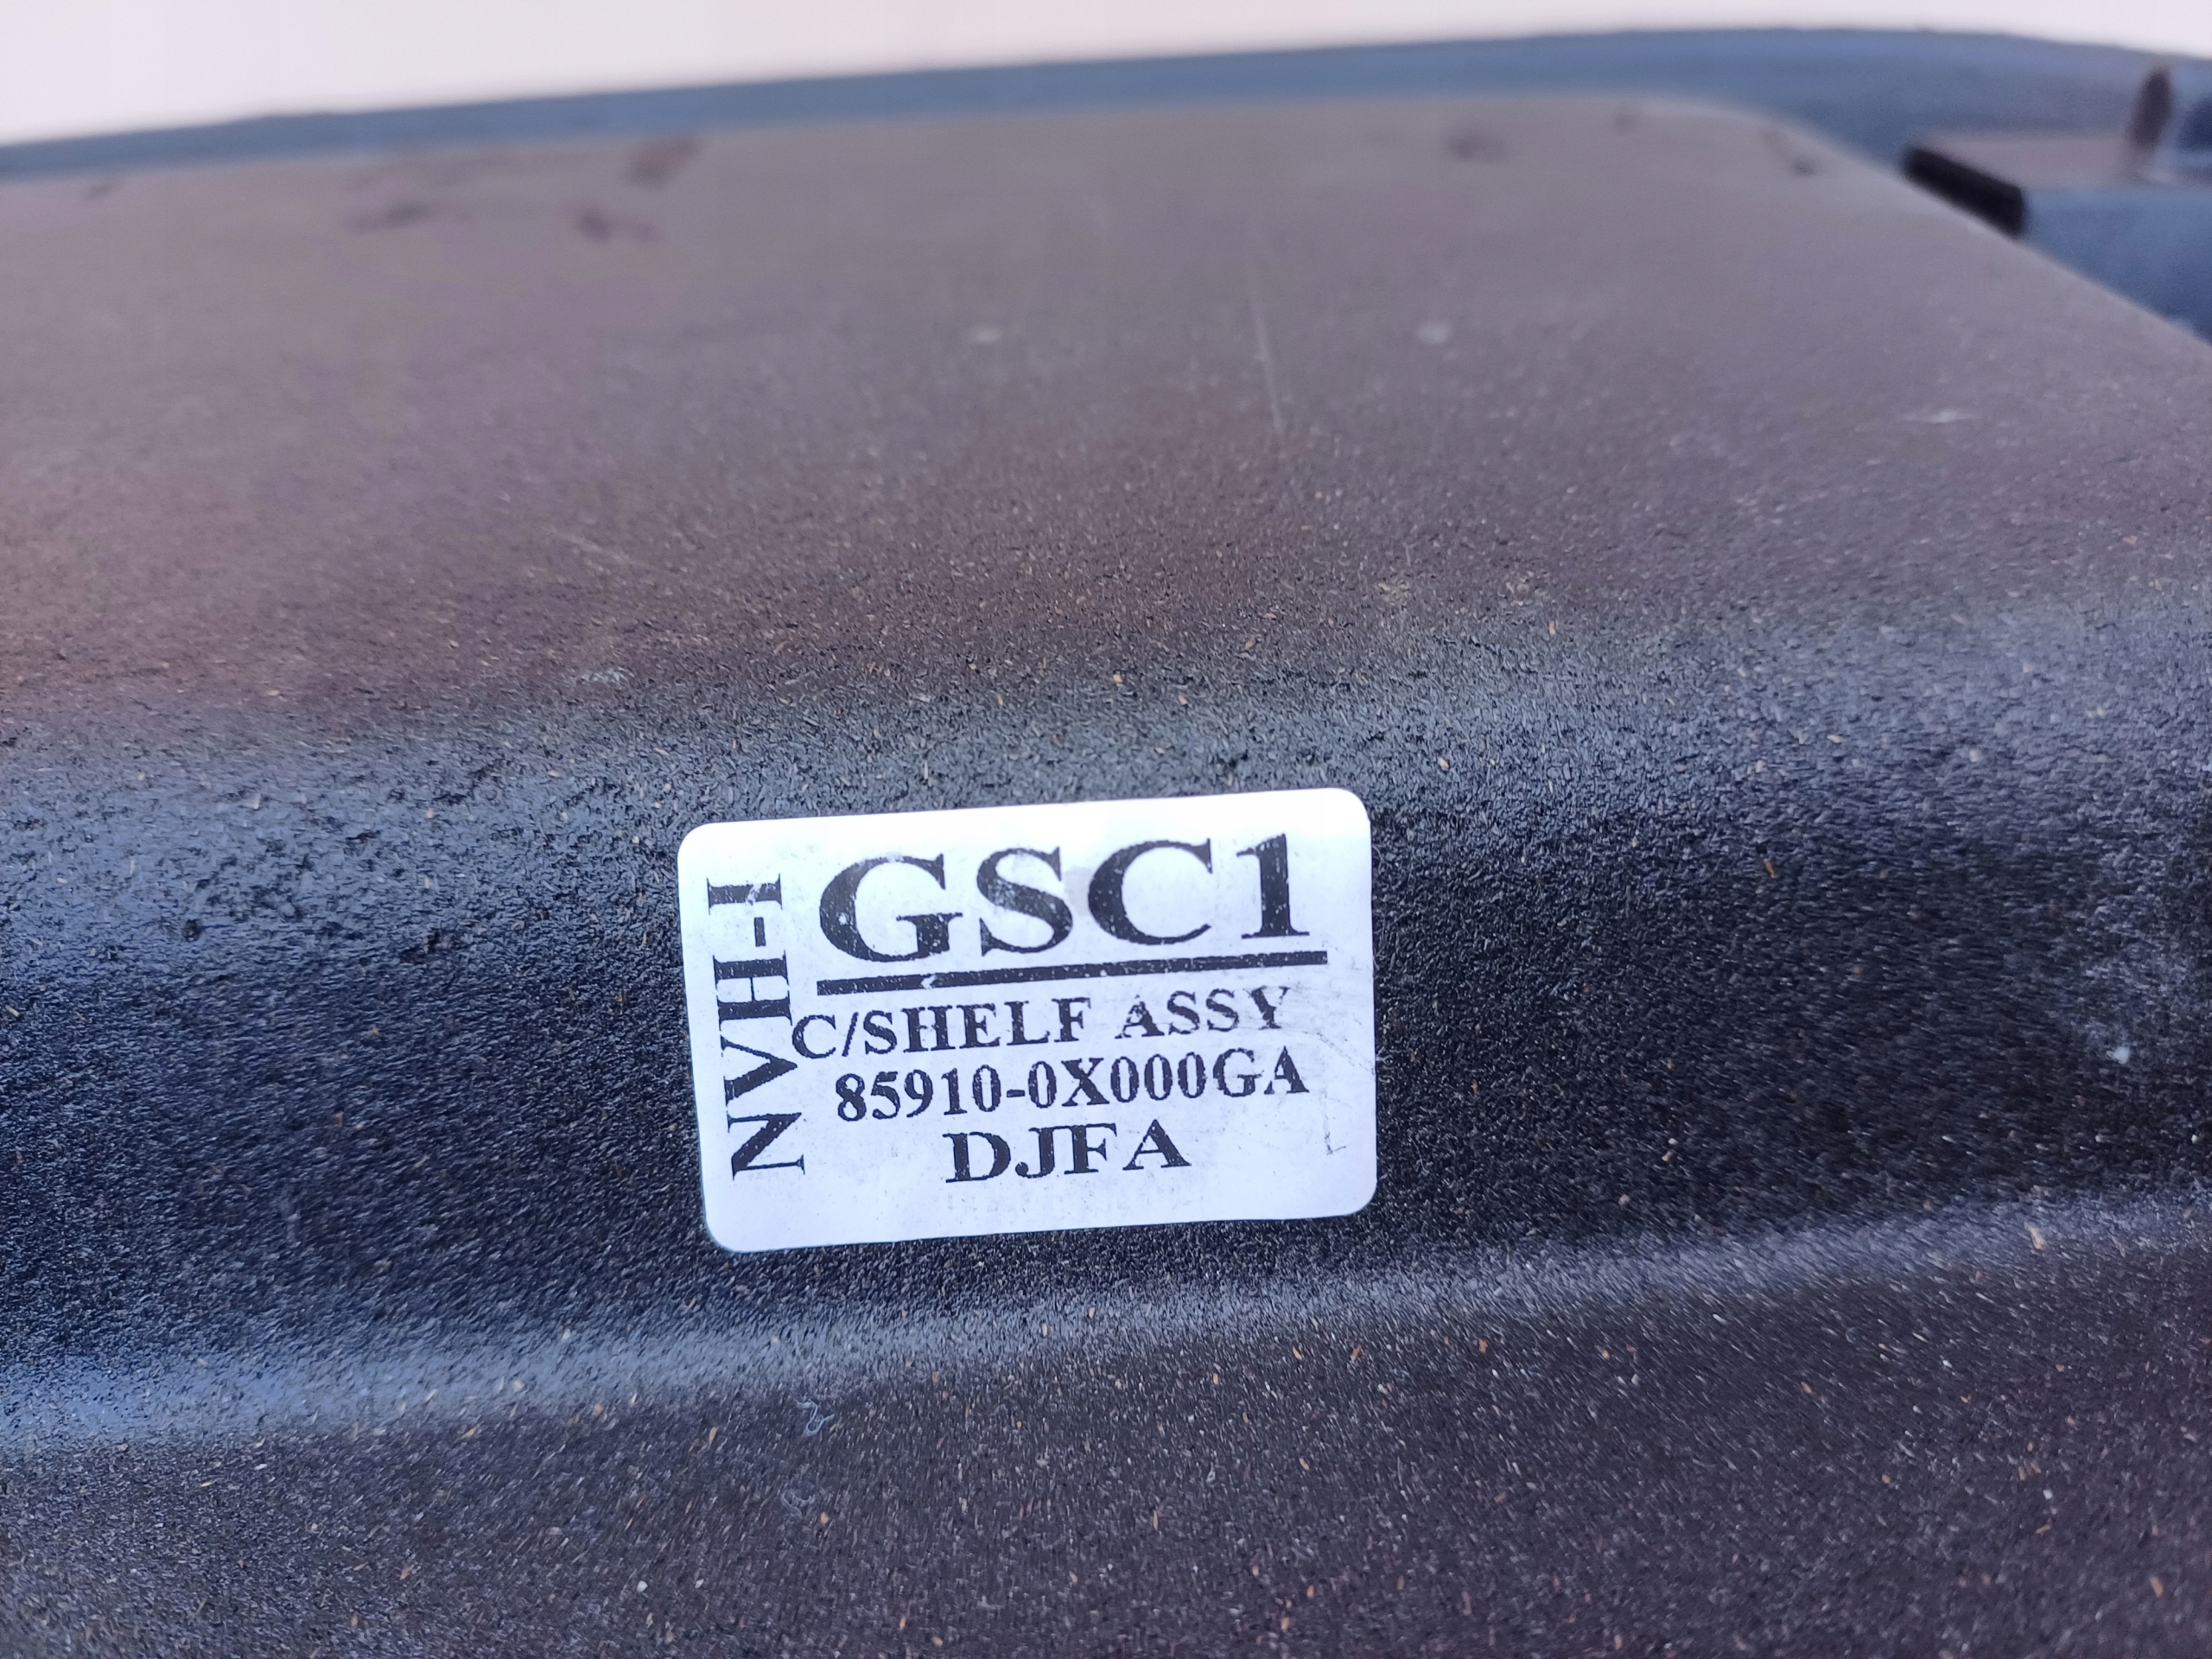 NVH-I
GSC1
C/SHELF ASSY
85910-0X000GA
DJFA